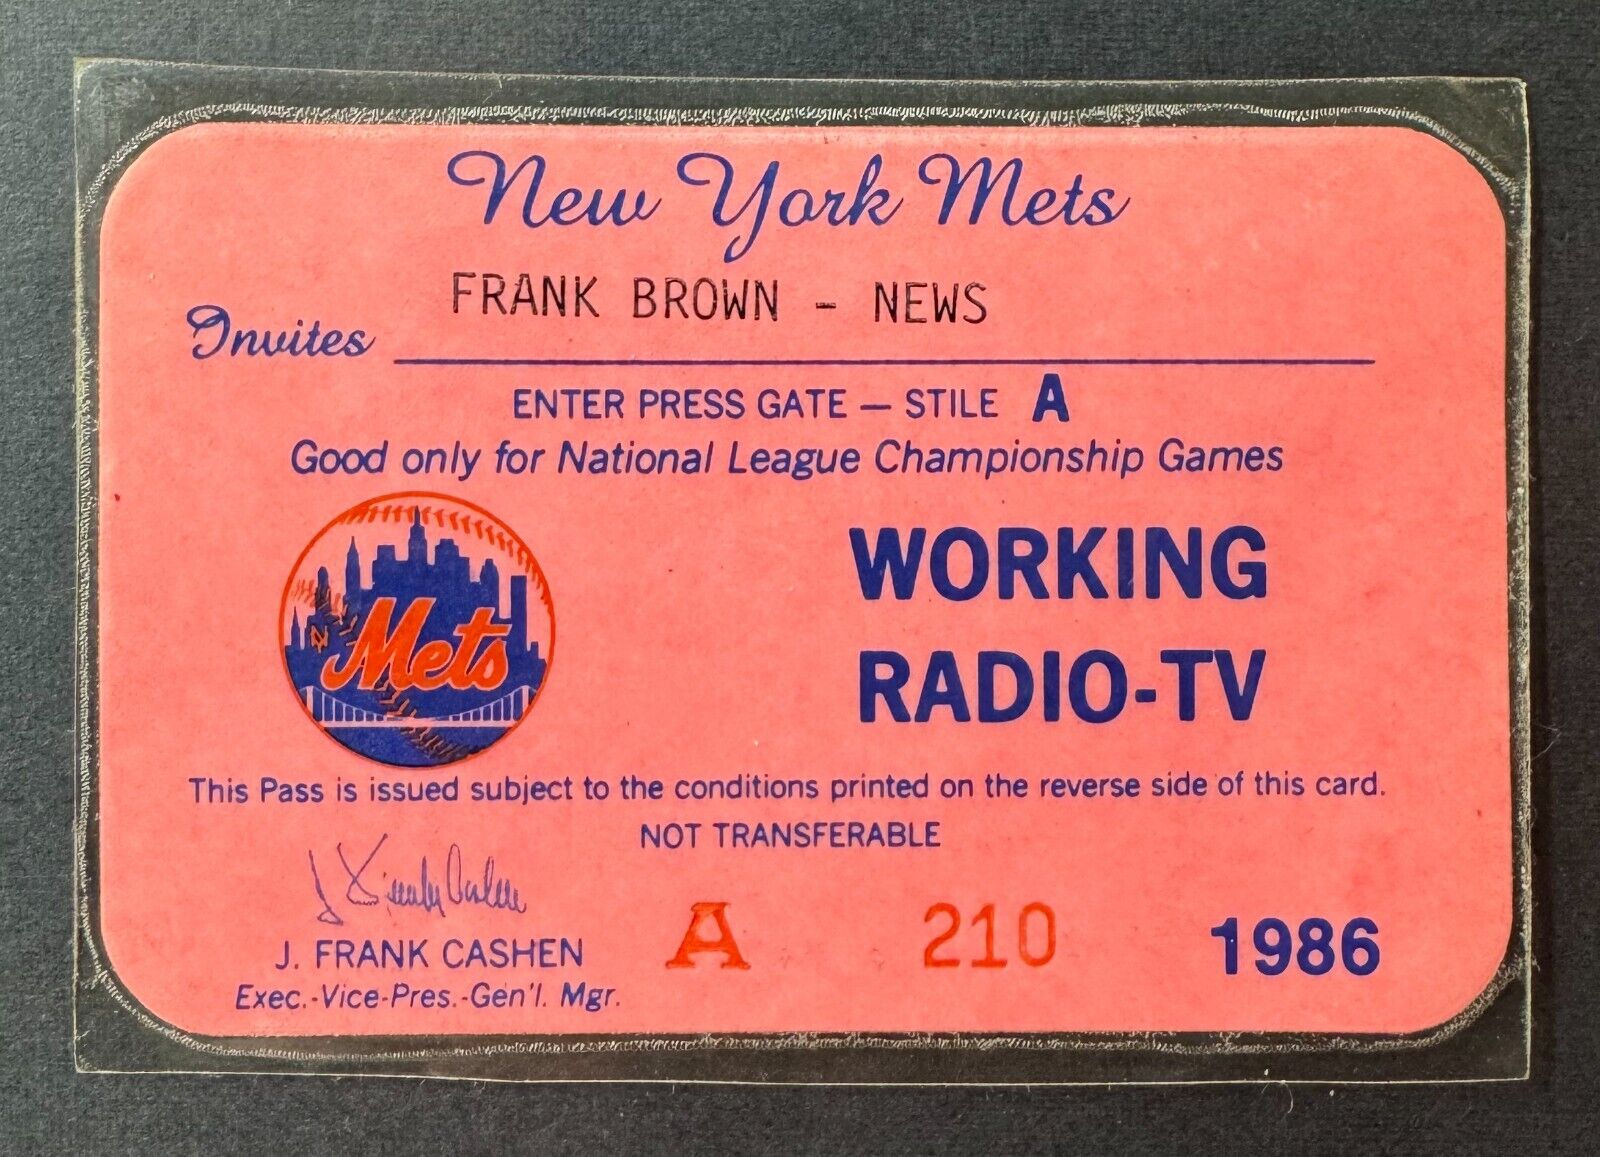 New York Mets
FRANK BROWN - NEWS
Invites
ENTER PRESS GATE — STILE A
Good only for National League Championship Games
Mets
WORKING
RADIO-TV
This Pass is issued subject to the conditions printed on the reverse side of this card.
NOT TRANSFERABLE
J. Frank Cashen
J. FRANK CASHEN
Exec.-Vice-Pres.-Gen'l. Mgr.
A 210 1986